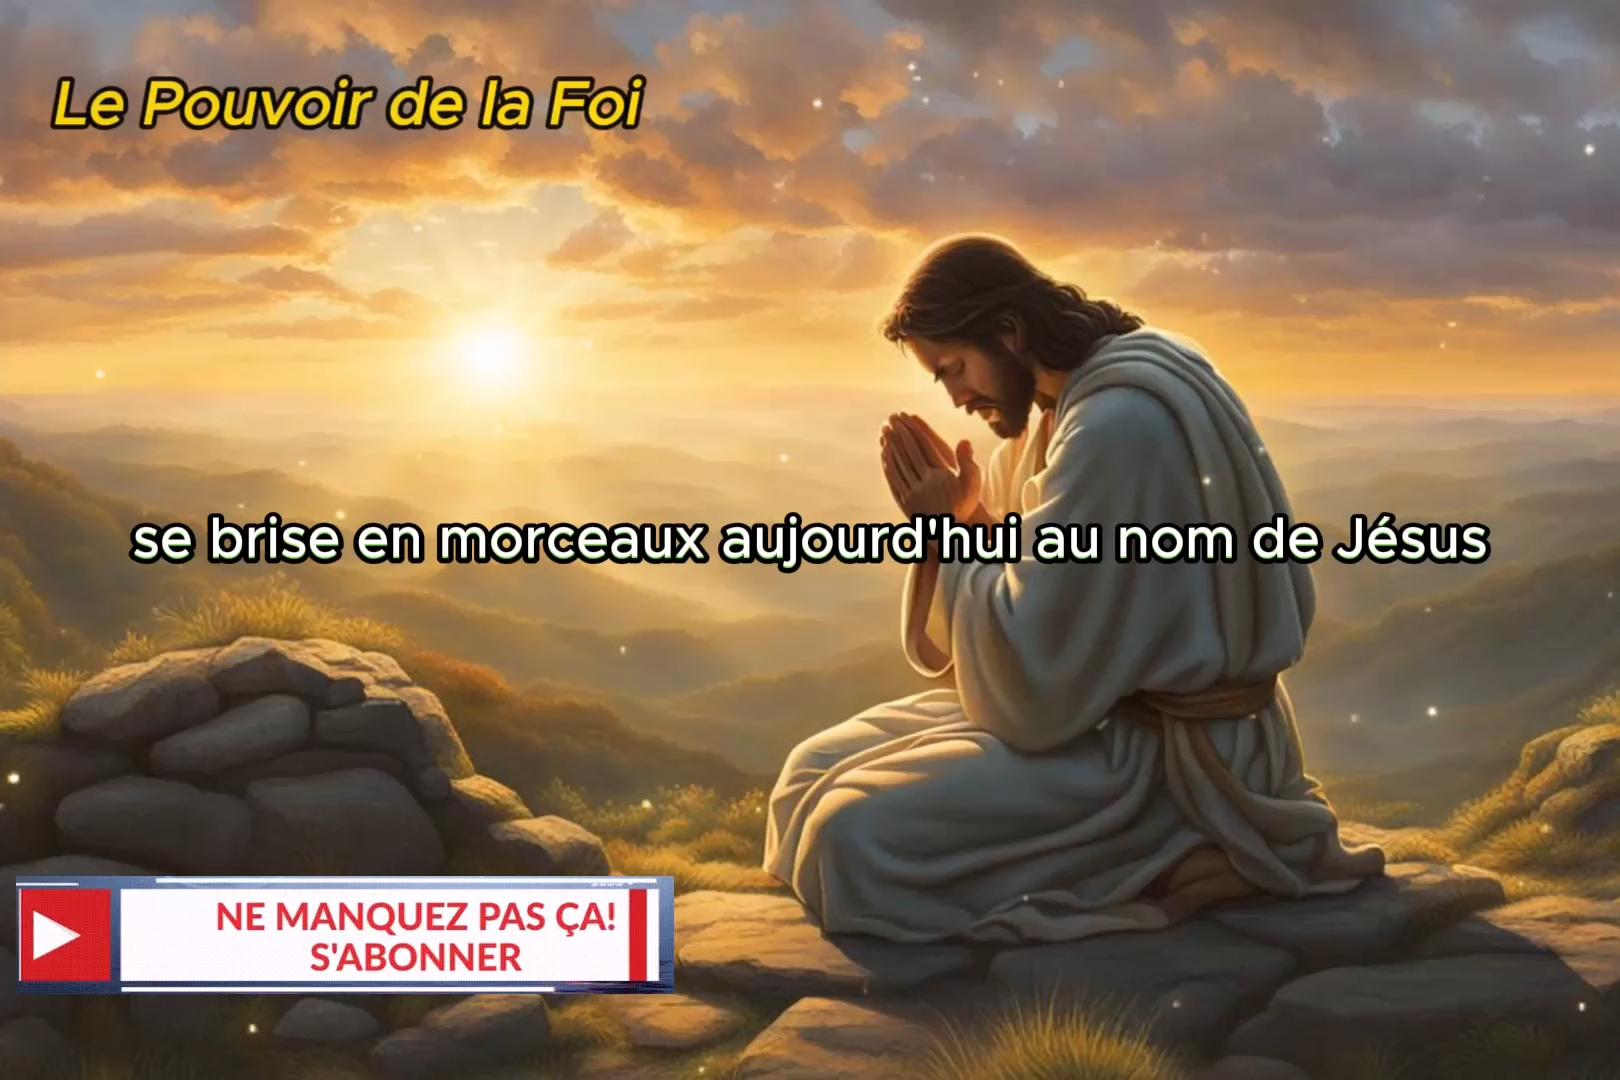 Le Pouvoir de la Foi
se brise en morceaux aujourd'hui au nom de Jésus
NE MANQUEZ PAS ÇA!
S'ABONNER